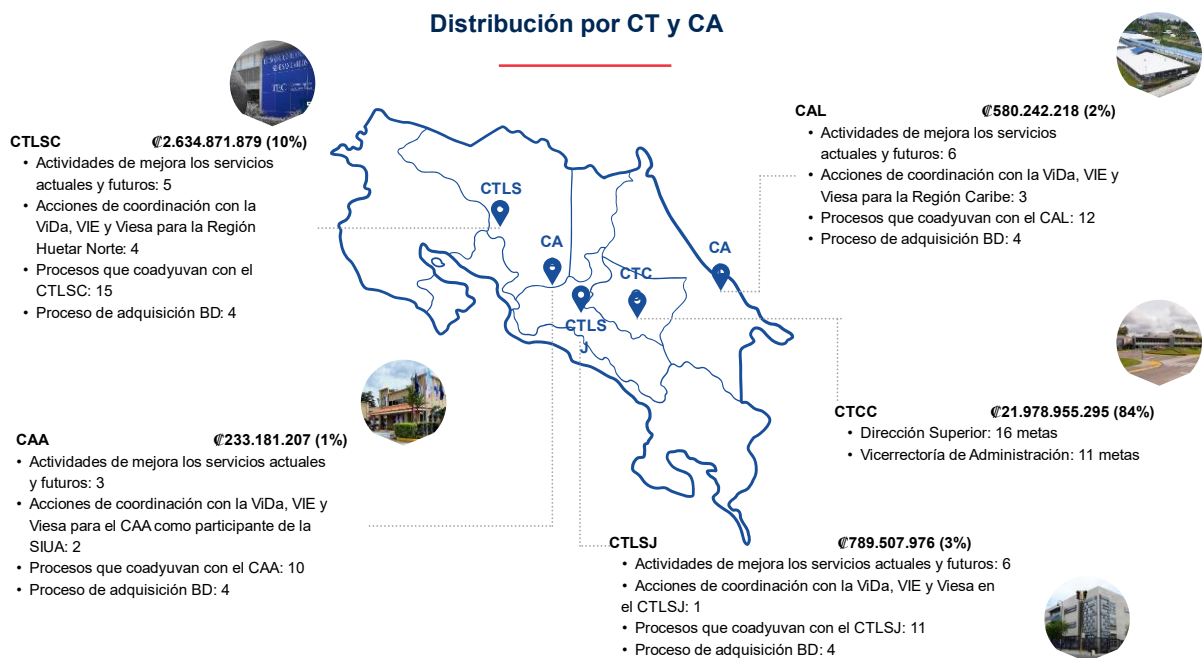 Distribución por CT y CA
CTLSC ₡2.634.871.879 (10%)
• Actividades de mejora los servicios
actuales y futuros: 5
• Acciones de coordinación con la
ViDa, VIE y Viesa para la Región
Huetar Norte: 4
• Procesos que coadyuvan con el
CTLSC: 15
• Proceso de adquisición BD: 4
CAA ₡233.181.207 (1%)
• Actividades de mejora los servicios actuales
y futuros: 3
• Acciones de coordinación con la ViDa, VIE y
Viesa para el CAA como participante de la
SIUA: 2
• Procesos que coadyuvan con el CAA: 10
• Proceso de adquisición BD: 4
CTLS
CA
CTC
CA
CTLS
J
CAL ₡580.242.218 (2%)
• Actividades de mejora los servicios
actuales y futuros: 6
• Acciones de coordinación con la ViDa, VIE y
Viesa para la Región Caribe: 3
• Procesos que coadyuvan con el CAL: 12
• Proceso de adquisición BD: 4
CTCC ₡21.978.955.295 (84%)
• Dirección Superior: 16 metas
• Vicerrectoría de Administración: 11 metas
CTLSJ ₡789.507.976 (3%)
• Actividades de mejora los servicios actuales y futuros: 6
• Acciones de coordinación con la ViDa, VIE y Viesa en
el CTLSJ: 1
• Procesos que coadyuvan con el CTLSJ: 11
• Proceso de adquisición BD: 4
TEC